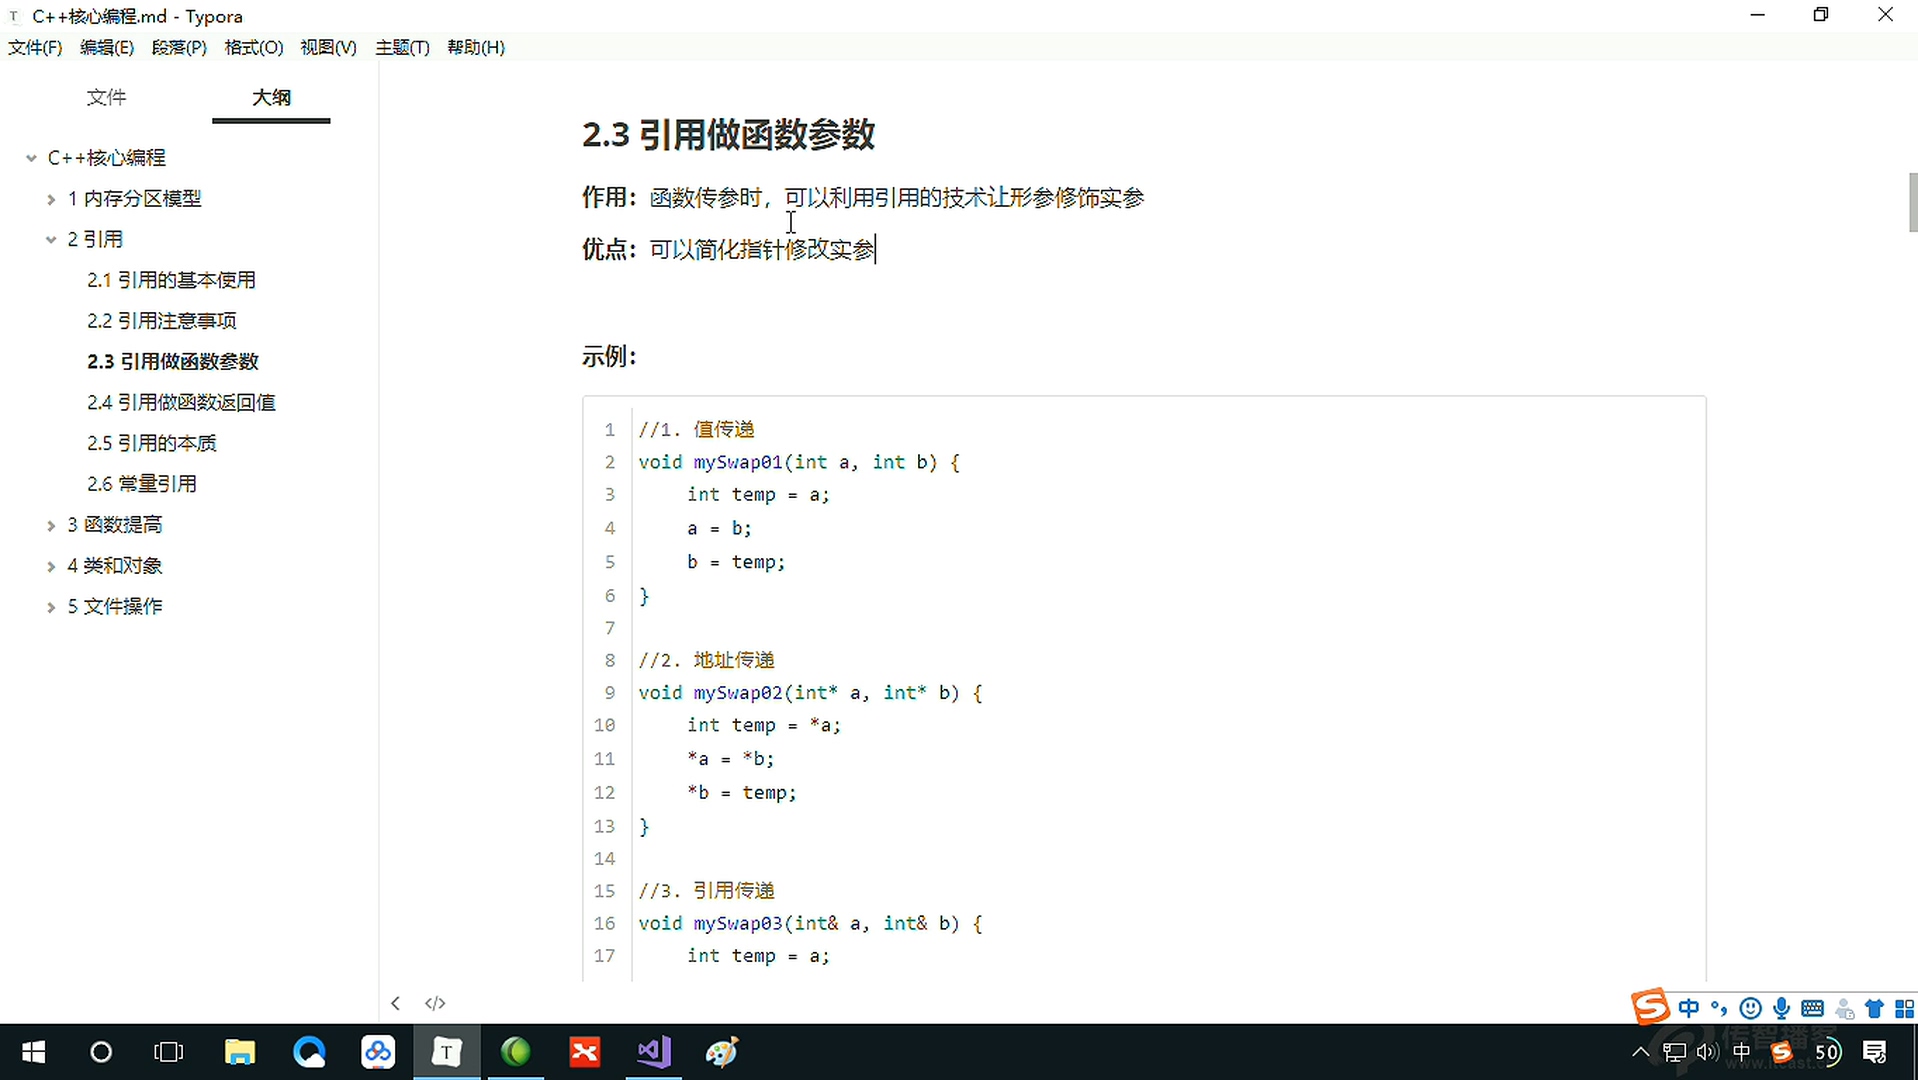 C++核心编程.md - Typora
文件(F) 编辑(E) 段落(P) 格式(O) 视图(V) 主题(T) 帮助(H)
文件 大纲
C++核心编程
1 内存分区模型
2 引用
2.1 引用的基本使用
2.2 引用注意事项
2.3 引用做函数参数
2.4 引用做函数返回值
2.5 引用的本质
2.6 常量引用
3 函数提高
4 类和对象
5 文件操作
2.3 引用做函数参数
作用：函数传参时，可以利用引用的技术让形参修饰实参
优点：可以简化指针修改实参
示例：
1 //1. 值传递
2 void mySwap01(int a, int b) {
3 int temp = a;
4 a = b;
5 b = temp;
6 }
7
8 //2. 地址传递
9 void mySwap02(int* a, int* b) {
10 int temp = *a;
11 *a = *b;
12 *b = temp;
13 }
14
15 //3. 引用传递
16 void mySwap03(int& a, int& b) {
17 int temp = a;
</> 
中
中 50
传智播客
www.itcast.c